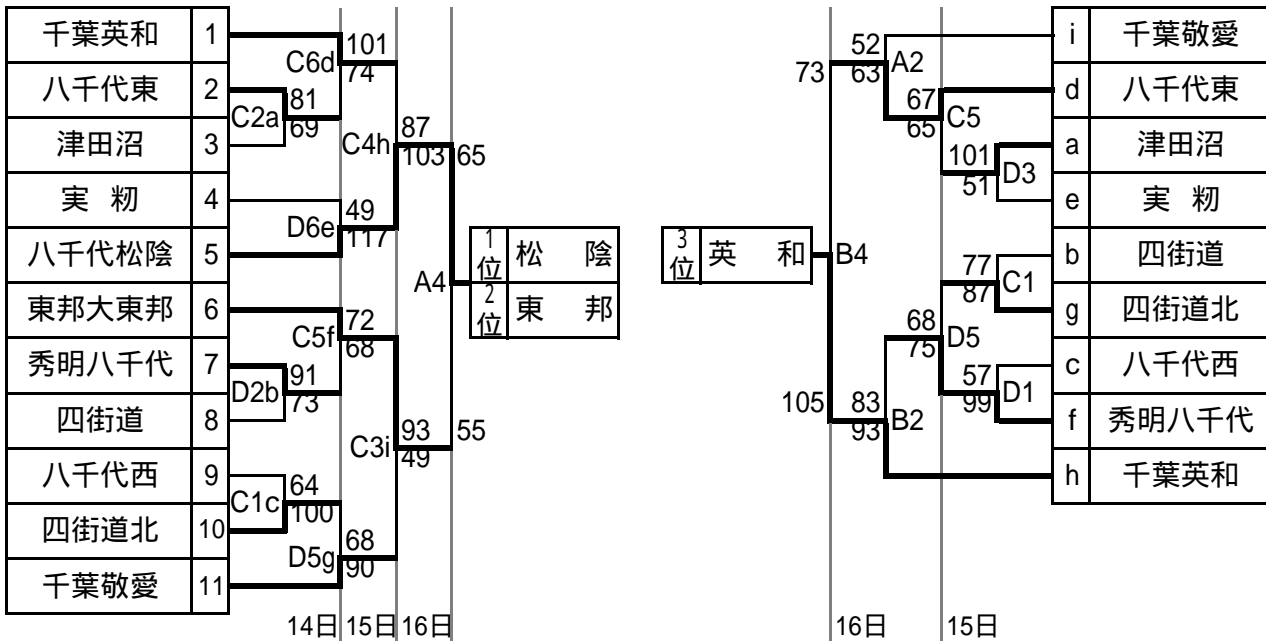 千葉英和 1
八千代東 2
津田沼 3
実 籾 4
八千代松陰 5
東邦大東邦 6
秀明八千代 7
四街道 8
八千代西 9
四街道北 10
千葉敬愛 11
C6d 101
74
C2a 81
69
C4h 87
103 65
D6e 49
117
A4
C5f 72
68
D2b 91
73
C3i 93
49 55
C1c 64
100
D5g 68
90
14日 15日 16日
1位 松 陰
2位 東 邦
3位 英 和
B4
73 52
63 A2
67
65 C5
101
51 D3
77
87 C1
68
75 D5
57
99 D1
105 83
93 B2
i 千葉敬愛
d 八千代東
a 津田沼
e 実 籾
b 四街道
g 四街道北
c 八千代西
f 秀明八千代
h 千葉英和
16日 15日